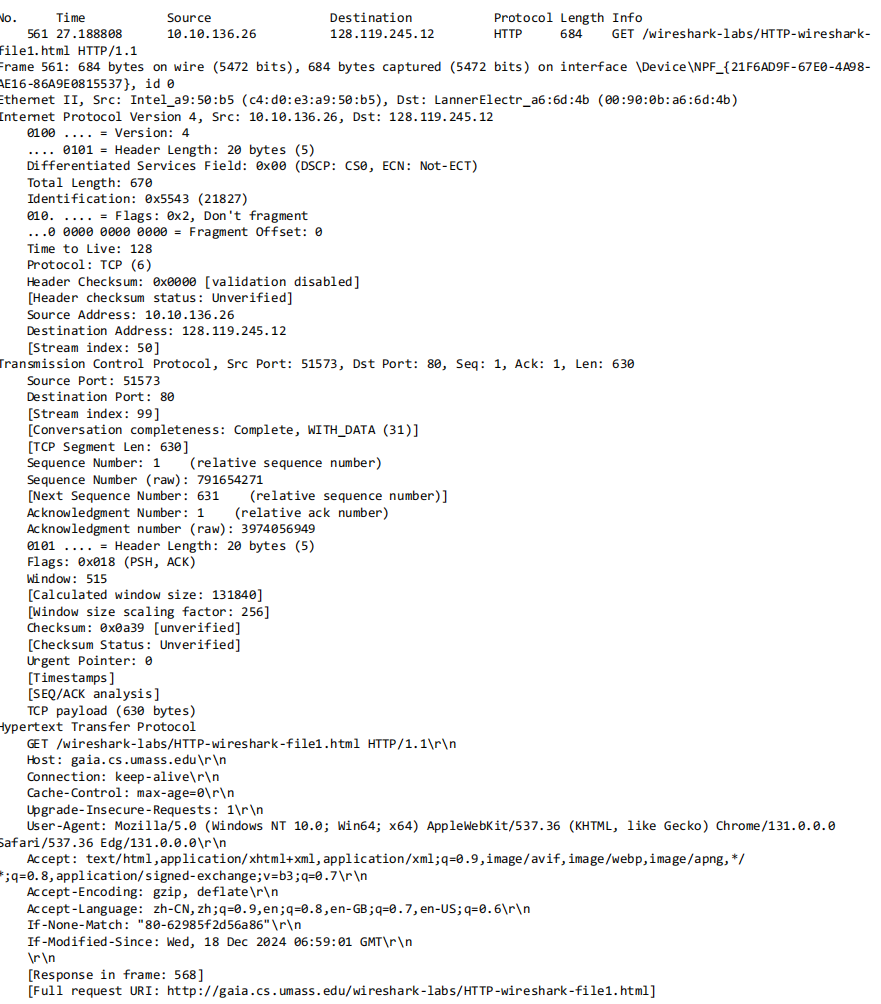 No. Time Source Destination Protocol Length Info
561 27.188808 10.10.136.26 128.119.245.12 HTTP 684 GET /wireshark-labs/HTTP-wireshark-
file1.html HTTP/1.1
Frame 561: 684 bytes on wire (5472 bits), 684 bytes captured (5472 bits) on interface \Device\NPF_{21F6AD9F-67E0-4A98-
AE16-86A9E0815537}, id 0
Ethernet II, Src: Intel_a9:50:b5 (c4:d0:e3:a9:50:b5), Dst: LannerElectr_a6:6d:4b (00:90:0b:a6:6d:4b)
Internet Protocol Version 4, Src: 10.10.136.26, Dst: 128.119.245.12
0100 .... = Version: 4
.... 0101 = Header Length: 20 bytes (5)
Differentiated Services Field: 0x00 (DSCP: CS0, ECN: Not-ECT)
Total Length: 670
Identification: 0x5543 (21827)
010. .... = Flags: 0x2, Don't fragment
...0 0000 0000 0000 = Fragment Offset: 0
Time to Live: 128
Protocol: TCP (6)
Header Checksum: 0x0000 [validation disabled]
[Header checksum status: Unverified]
Source Address: 10.10.136.26
Destination Address: 128.119.245.12
[Stream index: 50]
Transmission Control Protocol, Src Port: 51573, Dst Port: 80, Seq: 1, Ack: 1, Len: 630
Source Port: 51573
Destination Port: 80
[Stream index: 99]
[Conversation completeness: Complete, WITH_DATA (31)]
[TCP Segment Len: 630]
Sequence Number: 1 (relative sequence number)
Sequence Number (raw): 791654271
[Next Sequence Number: 631 (relative sequence number)]
Acknowledgment Number: 1 (relative ack number)
Acknowledgment number (raw): 3974056949
0101 .... = Header Length: 20 bytes (5)
Flags: 0x018 (PSH, ACK)
Window: 515
[Calculated window size: 131840]
[Window size scaling factor: 256]
Checksum: 0x0a39 [unverified]
[Checksum Status: Unverified]
Urgent Pointer: 0
[Timestamps]
[SEQ/ACK analysis]
TCP payload (630 bytes)
Hypertext Transfer Protocol
GET /wireshark-labs/HTTP-wireshark-file1.html HTTP/1.1\r\n
Host: gaia.cs.umass.edu\r\n
Connection: keep-alive\r\n
Cache-Control: max-age=0\r\n
Upgrade-Insecure-Requests: 1\r\n
User-Agent: Mozilla/5.0 (Windows NT 10.0; Win64; x64) AppleWebKit/537.36 (KHTML, like Gecko) Chrome/131.0.0.0
Safari/537.36 Edg/131.0.0.0\r\n
Accept: text/html,application/xhtml+xml,application/xml;q=0.9,image/avif,image/webp,image/apng,*/
*;q=0.8,application/signed-exchange;v=b3;q=0.7\r\n
Accept-Encoding: gzip, deflate\r\n
Accept-Language: zh-CN,zh;q=0.9,en;q=0.8,en-GB;q=0.7,en-US;q=0.6\r\n
If-None-Match: "80-62985f2d56a86"\r\n
If-Modified-Since: Wed, 18 Dec 2024 06:59:01 GMT\r\n
\r\n
[Response in frame: 568]
[Full request URI: http://gaia.cs.umass.edu/wireshark-labs/HTTP-wireshark-file1.html]